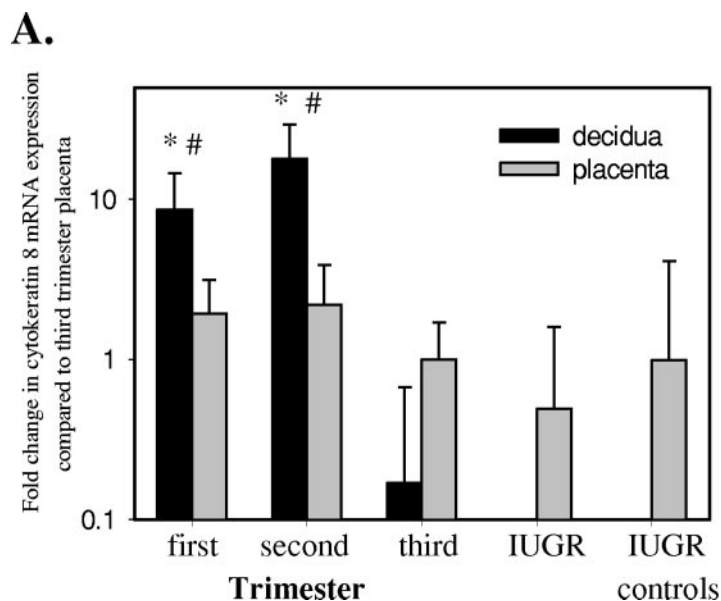 A.
Fold change in cytokeratin 8 mRNA expression
compared to third trimester placenta
* #
* #
decidua
placenta
10
1
0.1
first second third IUGR IUGR
Trimester controls